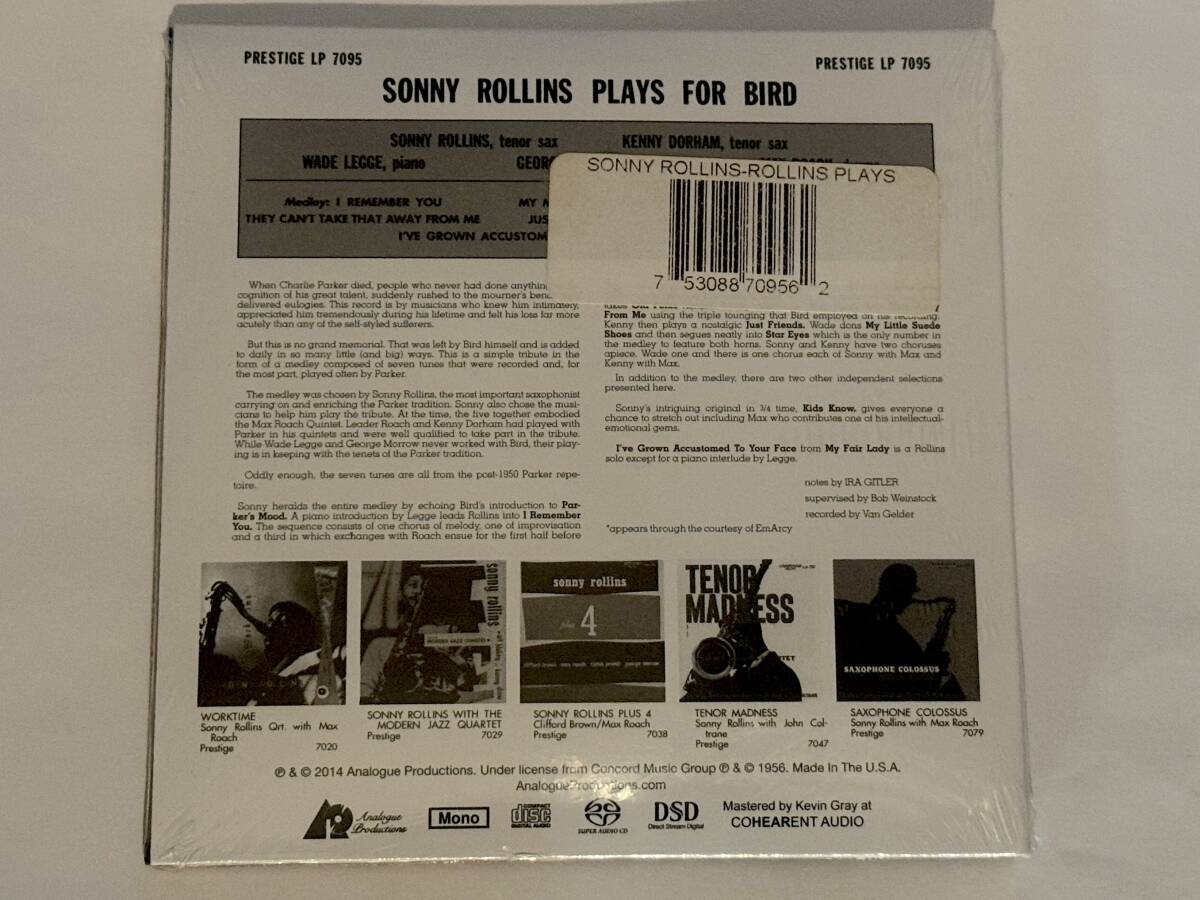 PRESTIGE LP 7095
PRESTIGE LP 7095
SONNY ROLLINS PLAYS FOR BIRD
SONNY ROLLINS, tenor sax KENNY DORHAM, tenor sax
WADE LEGGE, piano
Medley: I REMEMBER YOU MY
THEY CAN'T TAKE THAT AWAY FROM ME
I'VE GROWN
SONNY ROLLINS-ROLLINS PLAYS
7 53088 70956 2
When Charlie Parker died, people who never had done
cognition of his great talent, suddenly rushed to the mourner's
delivered eulogies. This record is by musicians who knew him intimately,
appreciated him tremendously during his lifetime and felt his loss far more
acutely than any of the self-styled sufferers.
But this is no grand memorial. That was left by Bird himself and is added
to daily in so many little (and big) ways. This is a simple tribute in the
form of a medley composed of seven tunes that were recorded and, for
the most part, played often by Parker.
The medley was chosen by Sonny Rollins, the most important saxophonist
carrying on and enriching the Parker tradition. Sonny also chose the musi-
cians to help him play the tribute. At the time, the five together embodied
the Max Roach Quintet. Leader Roach and Kenny Dorham had played with
Parker in his quintets and were well qualified to take part in the tribute.
While Wade Legge and George Morrow never worked with Bird, their play-
ing is in keeping with the tenets of the Parker tradition.
Oddly enough, the seven tunes are all from the post-1950 Parker repe-
toire.
Sonny heralds the entire medley by echoing Bird's introduction to Par-
ker's Mood. A piano introduction by Legge leads Rollins into I Remember
You. The sequence consists of one chorus of melody, one of improvisation
and a third in which exchanges with Roach ensue for the first half before
From Me using the triple tounging that Bird employed on his recording.
Kenny then plays a nostalgic Just Friends. Wade dons My Little Suede
Shoes and then segues neatly into Star Eyes which is the only number in
the medley to feature both horns. Sonny and Kenny have two choruses
apiece, Wade one and there is one chorus each of Sonny with Max and
Kenny with Max.
In addition to the medley, there are two other independent selections
presented here.
Sonny's intriguing original in 3/4 time, Kids Know, gives everyone a
chance to stretch out including Max who contributes one of his intellectual-
emotional gems.
I've Grown Accustomed To Your Face from My Fair Lady is a Rollins
solo except for a piano interlude by Legge.
notes by IRA GITLER
supervised by Bob Weinstock
recorded by Van Gelder
*appears through the courtesy of EmArcy
sonny rollins
MODERN JAZZ QUARTET
sonny rollins
plus 4
TENOR
MADNESS
SAXOPHONE COLOSSUS
WORKTIME
Sonny Rollins Qrt. with Max
Roach
Prestige 7020
SONNY ROLLINS WITH THE
MODERN JAZZ QUARTET
Prestige 7029
SONNY ROLLINS PLUS 4
Clifford Brown/Max Roach
Prestige 7038
TENOR MADNESS
Sonny Rollins with John Col-
trane
Prestige 7047
SAXOPHONE COLOSSUS
Sonny Rollins with Max Roach
Prestige 7079
℗ & © 2014 Analogue Productions. Under license from Concord Music Group ℗ & © 1956. Made In The U.S.A.
AnalogueProductions.com
Analogue
Productions
Mono
COMPACT
disc
DIGITAL AUDIO
SUPER AUDIO CD
DSD
Direct Stream Digital
Mastered by Kevin Gray at
COHEARENT AUDIO